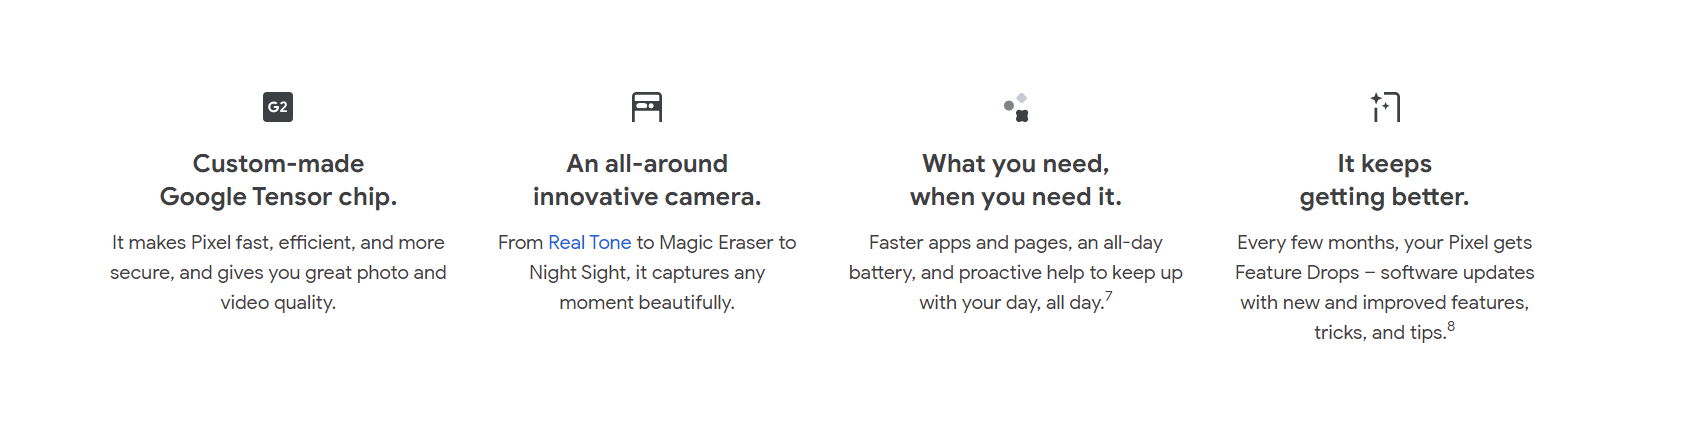 G2
Custom-made
Google Tensor chip.
It makes Pixel fast, efficient, and more
secure, and gives you great photo and
video quality.
An all-around
innovative camera.
From Real Tone to Magic Eraser to
Night Sight, it captures any
moment beautifully.
What you need,
when you need it.
Faster apps and pages, an all-day
battery, and proactive help to keep up
with your day, all day.⁷
It keeps
getting better.
Every few months, your Pixel gets
Feature Drops – software updates
with new and improved features,
tricks, and tips.⁸